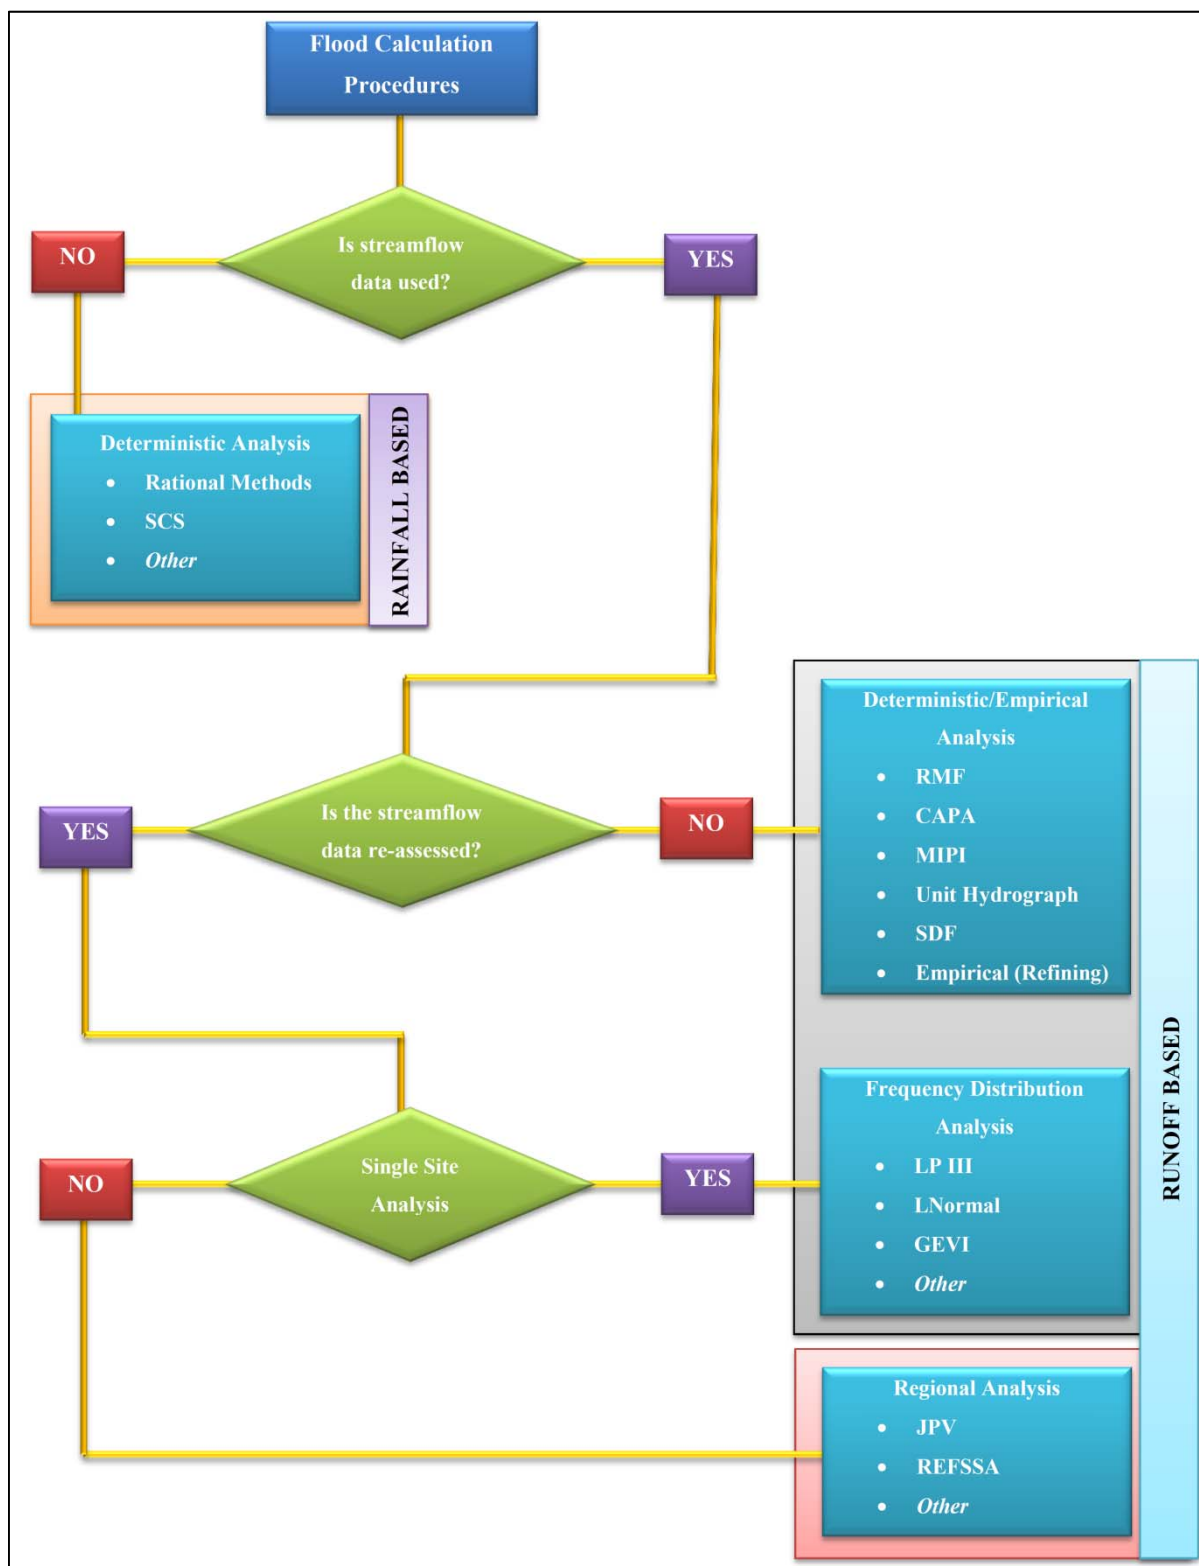 Flood Calculation
Procedures
Is streamflow
data used?
NO
YES
Deterministic Analysis
• Rational Methods
• SCS
• Other
RAINFALL BASED
Is the streamflow
data re-assessed?
YES
NO
Deterministic/Empirical
Analysis
• RMF
• CAPA
• MIPI
• Unit Hydrograph
• SDF
• Empirical (Refining)
Single Site
Analysis
NO
YES
Frequency Distribution
Analysis
• LP III
• LNormal
• GEVI
• Other
Regional Analysis
• JPV
• REFSSA
• Other
RUNOFF BASED